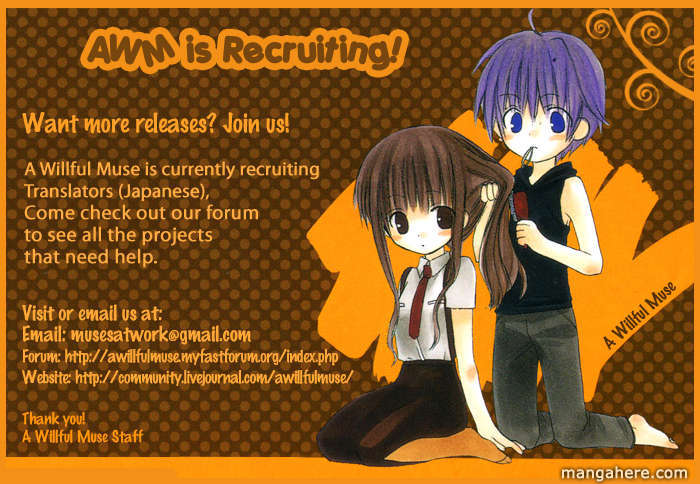 AWM is Recruiting!
Want more releases? Join us!
A Willful Muse is currently recruiting
Translators (Japanese),
Come check out our forum
to see all the projects
that need help.
Visit or email us at:
Email: musesatwork@gmail.com
Forum: http://awillfulmuse.myfastforum.org/index.php
Website: http://community.livejournal.com/awillfulmuse/
Thank you!
A Willful Muse Staff
A Willful Muse
mangahere.com